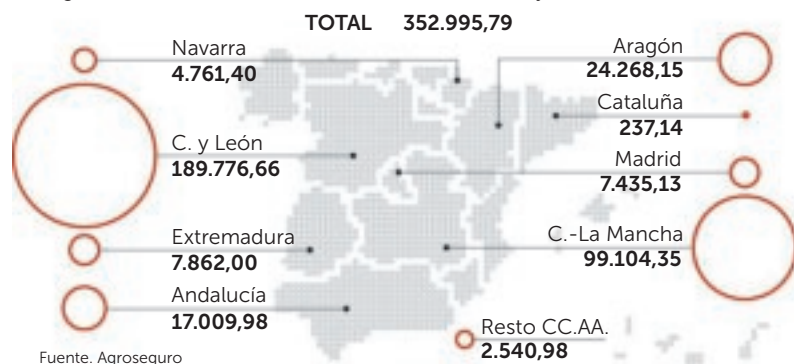 TOTAL 352.995,79
Navarra
4.761,40
Aragón
24.268,15
Cataluña
237,14
C. y León
189.776,66
Madrid
7.435,13
Extremadura
7.862,00
C.-La Mancha
99.104,35
Andalucía
17.009,98
Resto CC.AA.
2.540,98
Fuente. Agroseguro